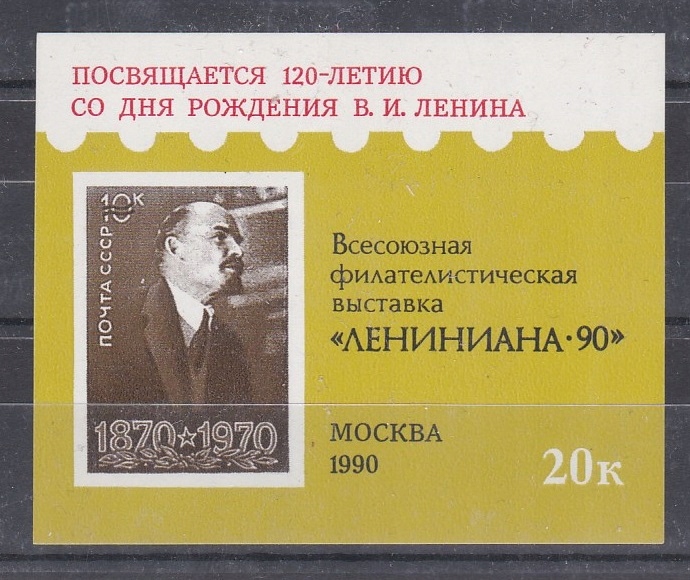 ПОСВЯЩАЕТСЯ 120-ЛЕТИЮ
СО ДНЯ РОЖДЕНИЯ В. И. ЛЕНИНА
10К
ПОЧТА СССР
1870☆1970
Всесоюзная
филателистическая
выставка
«ЛЕНИНИАНА·90»
МОСКВА
1990
20к